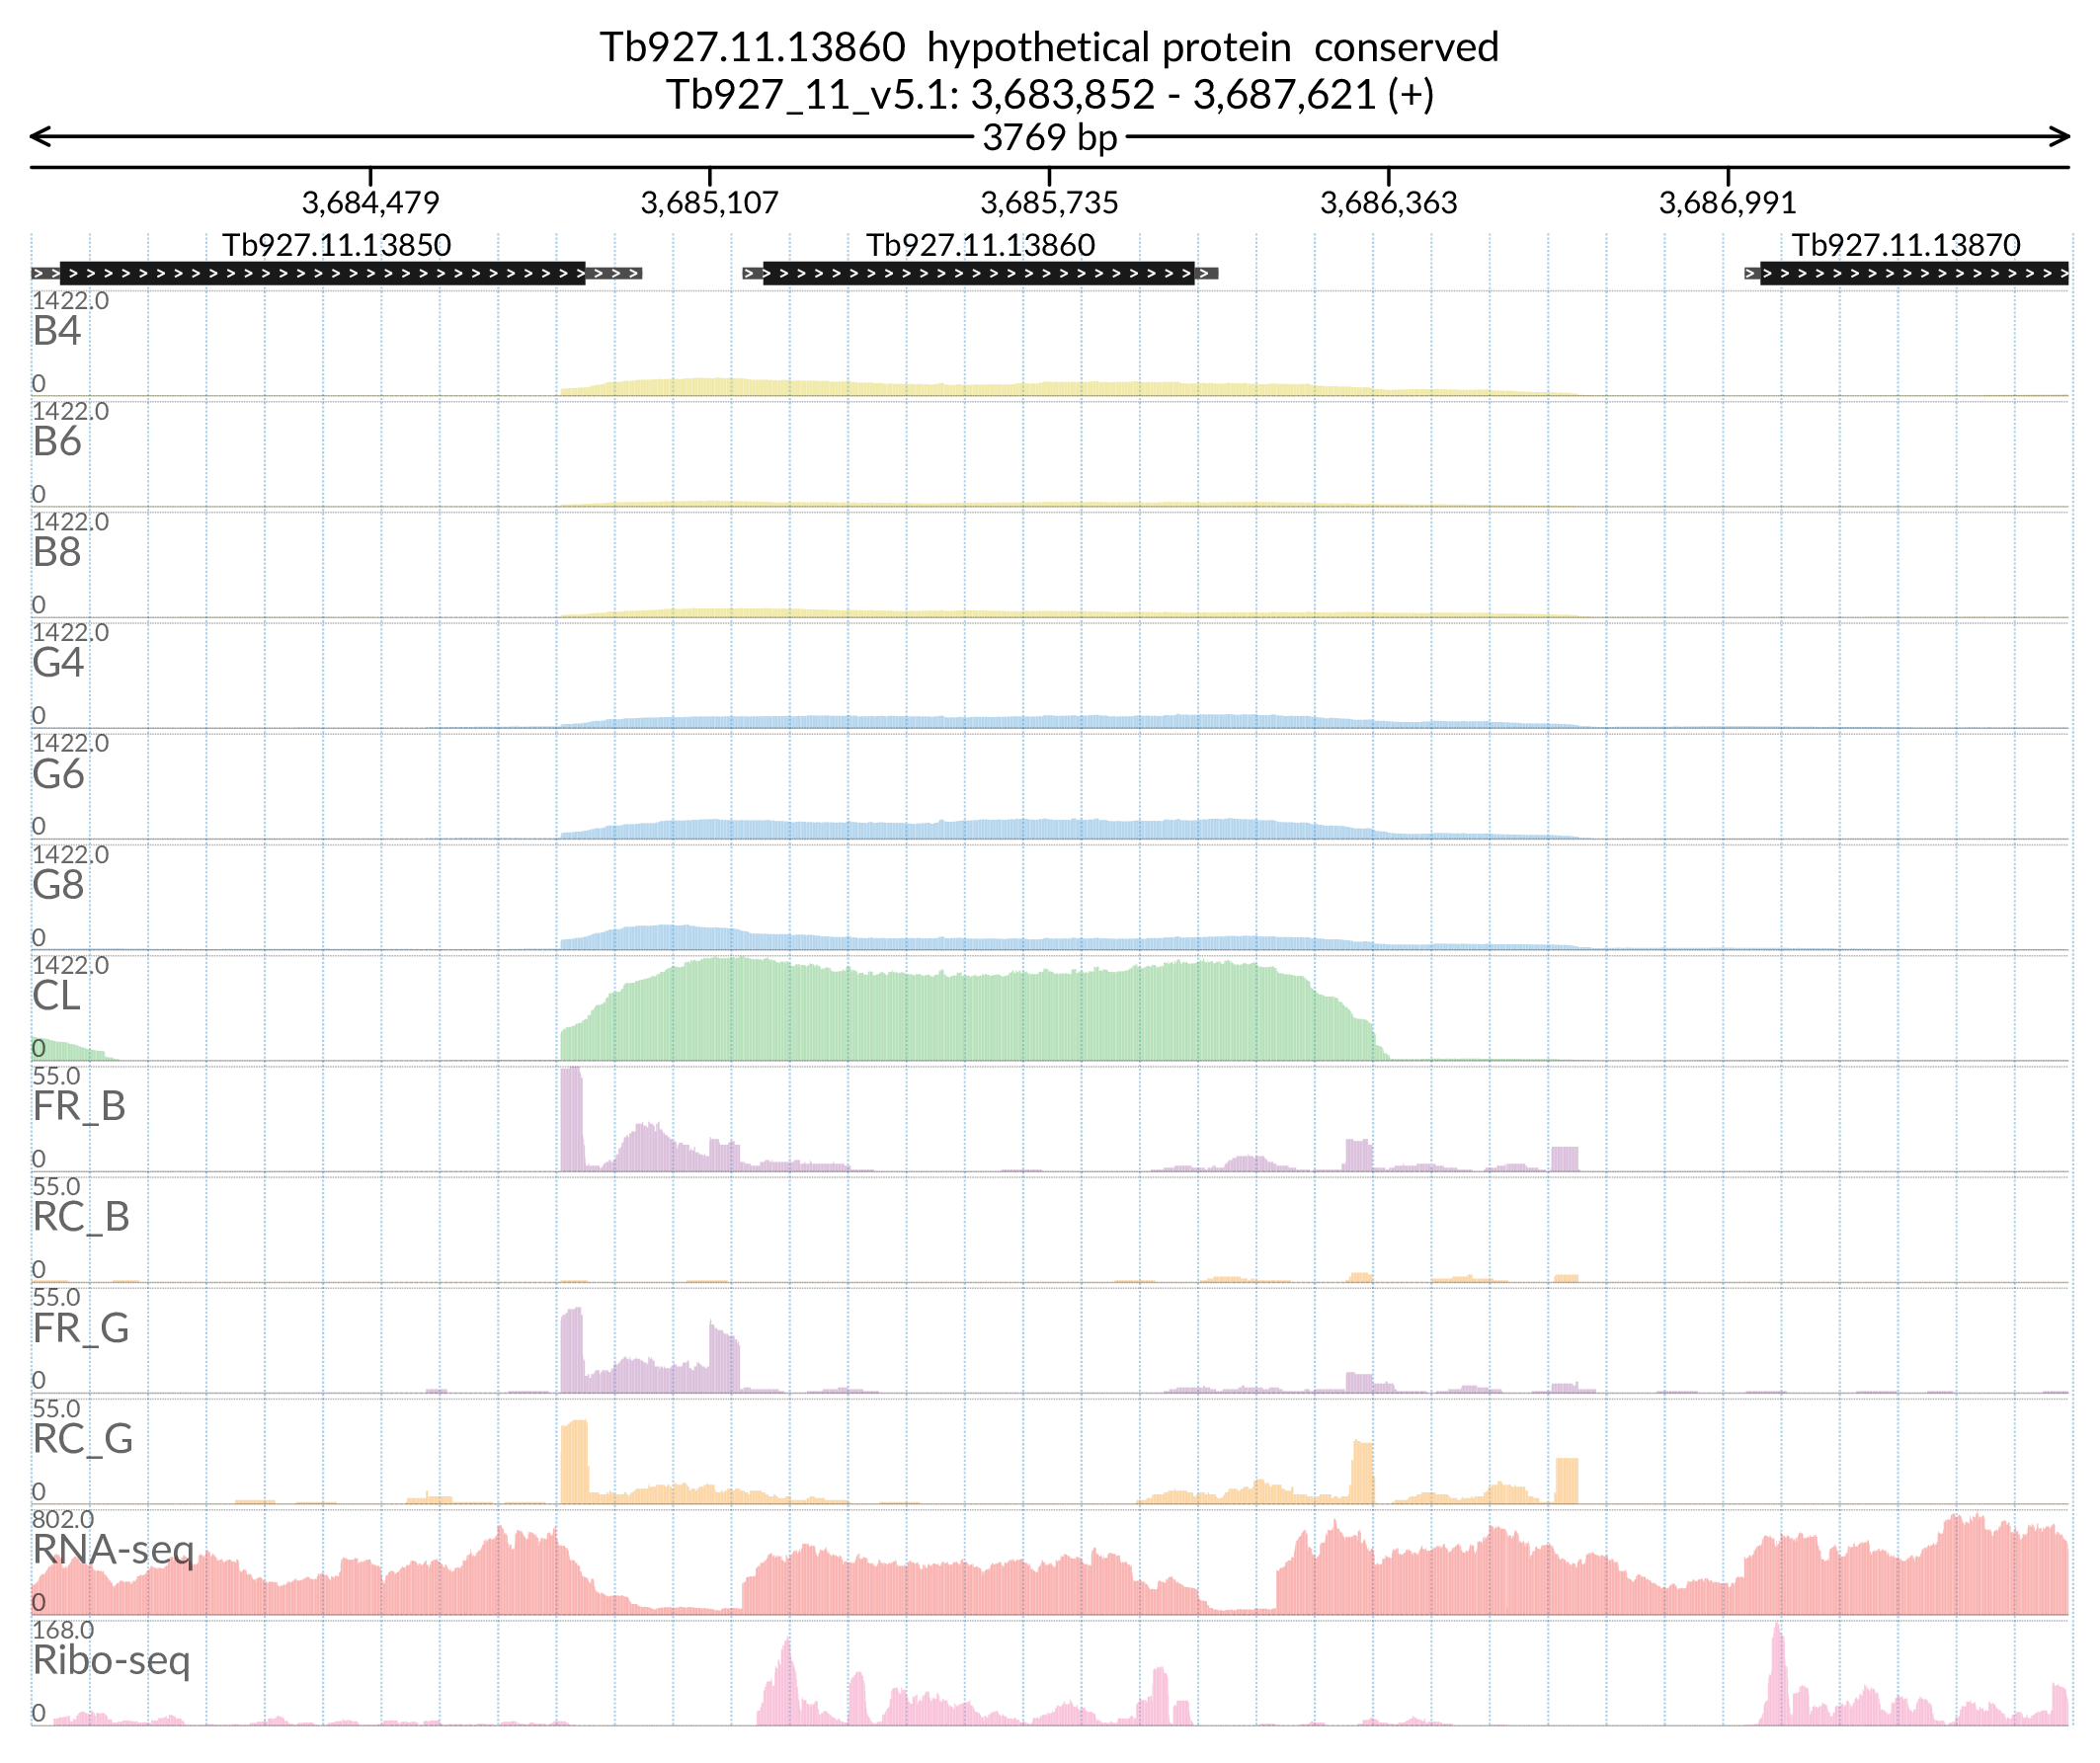 Tb927.11.13860 hypothetical protein conserved
Tb927_11_v5.1: 3,683,852 - 3,687,621 (+)
3769 bp
3,684,479 3,685,107 3,685,735 3,686,363 3,686,991
Tb927.11.13850 Tb927.11.13860 Tb927.11.13870
1422.0
B4
0
1422.0
B6
0
1422.0
B8
0
1422.0
G4
0
1422.0
G6
0
1422.0
G8
0
1422.0
CL
0
55.0
FR_B
0
55.0
RC_B
0
55.0
FR_G
0
55.0
RC_G
0
802.0
RNA-seq
0
168.0
Ribo-seq
0